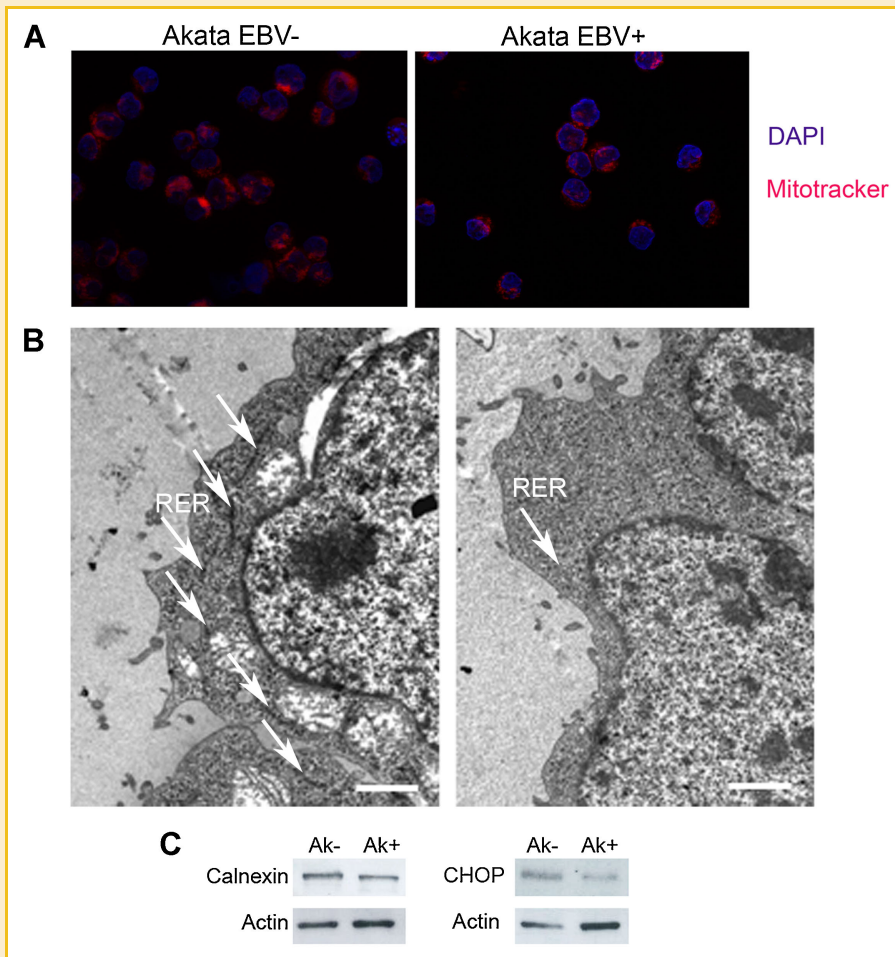 A
Akata EBV-
Akata EBV+
DAPI
Mitotracker
B
RER
RER
C
Ak- Ak+
Ak- Ak+
Calnexin
CHOP
Actin
Actin